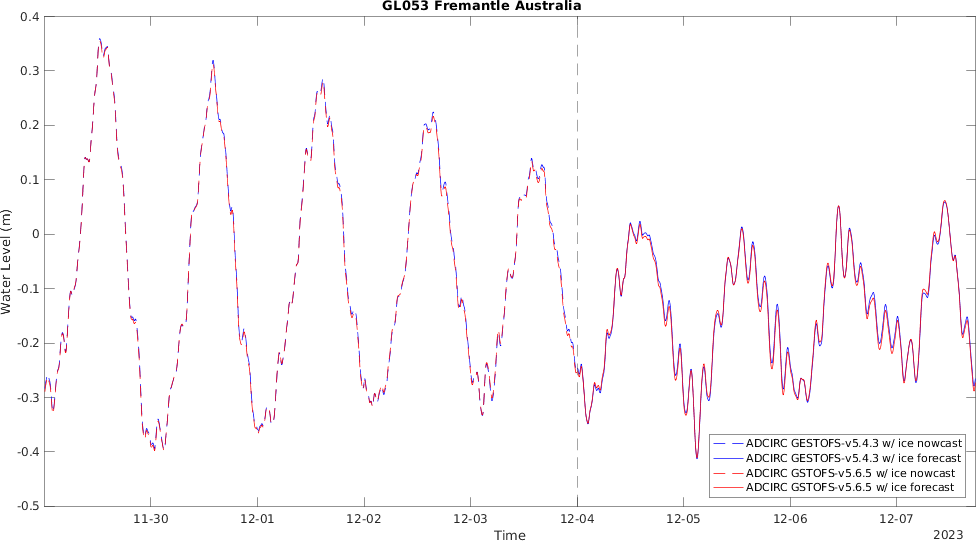 GL053 Fremantle Australia
0.4
0.3
0.2
0.1
0
-0.1
-0.2
-0.3
-0.4
-0.5
Water Level (m)
ADCIRC GESTOFS-v5.4.3 w/ ice nowcast
ADCIRC GESTOFS-v5.4.3 w/ ice forecast
ADCIRC GSTOFS-v5.6.5 w/ ice nowcast
ADCIRC GSTOFS-v5.6.5 w/ ice forecast
11-30 12-01 12-02 12-03 12-04 12-05 12-06 12-07
Time
2023